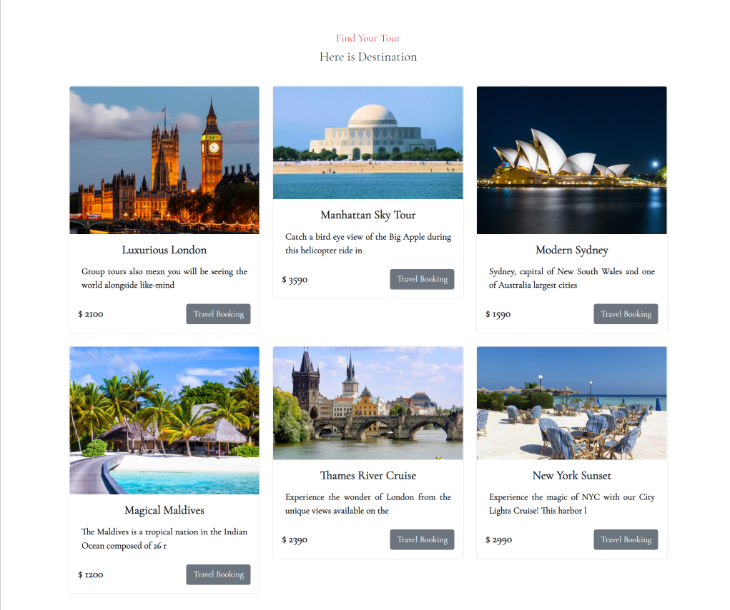 Find Your Tour
Here is Destination
Luxurious London
Group tours also mean you will be seeing the
world alongside like-mind
$ 2100
Travel Booking
Manhattan Sky Tour
Catch a bird eye view of the Big Apple during
this helicopter ride in
$ 3590
Travel Booking
Modern Sydney
Sydney, capital of New South Wales and one
of Australia largest cities
$ 1590
Travel Booking
Magical Maldives
The Maldives is a tropical nation in the Indian
Ocean composed of 26 r
$ 1200
Travel Booking
Thames River Cruise
Experience the wonder of London from the
unique views available on the
$ 2390
Travel Booking
New York Sunset
Experience the magic of NYC with our City
Lights Cruise! This harbor l
$ 2990
Travel Booking